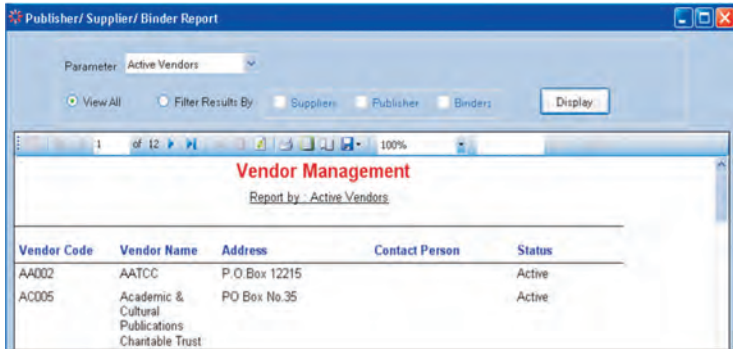 Publisher/ Supplier/ Binder Report
Parameter Active Vendors
View All Filter Results By Suppliers Publisher Binders Display
1 of 12 100%
Vendor Management
Report by : Active Vendors
Vendor Code Vendor Name Address Contact Person Status
AA002 AATCC P.O.Box 12215 Active
AC005 Academic & PO Box No.35 Active
Cultural
Publications
Charitable Trust